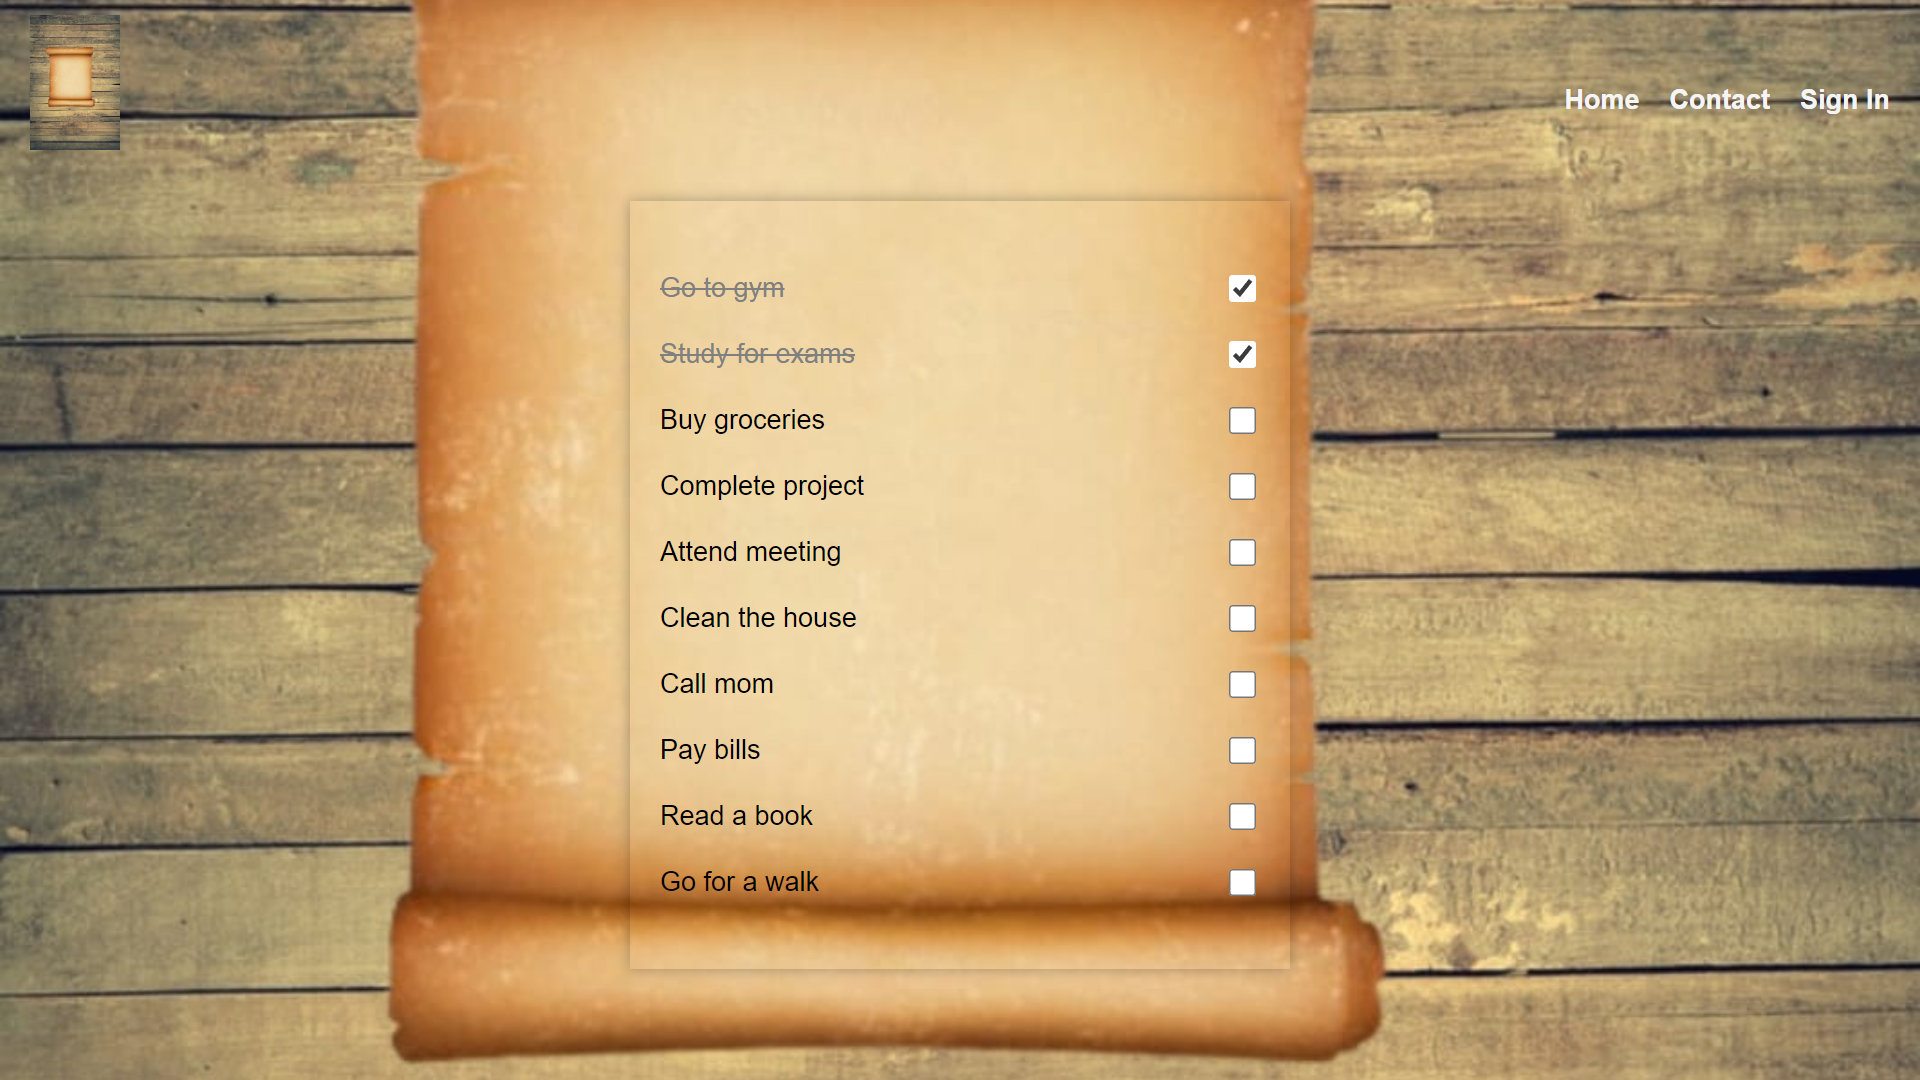 Home Contact Sign In
Go to gym
Study for exams
Buy groceries
Complete project
Attend meeting
Clean the house
Call mom
Pay bills
Read a book
Go for a walk